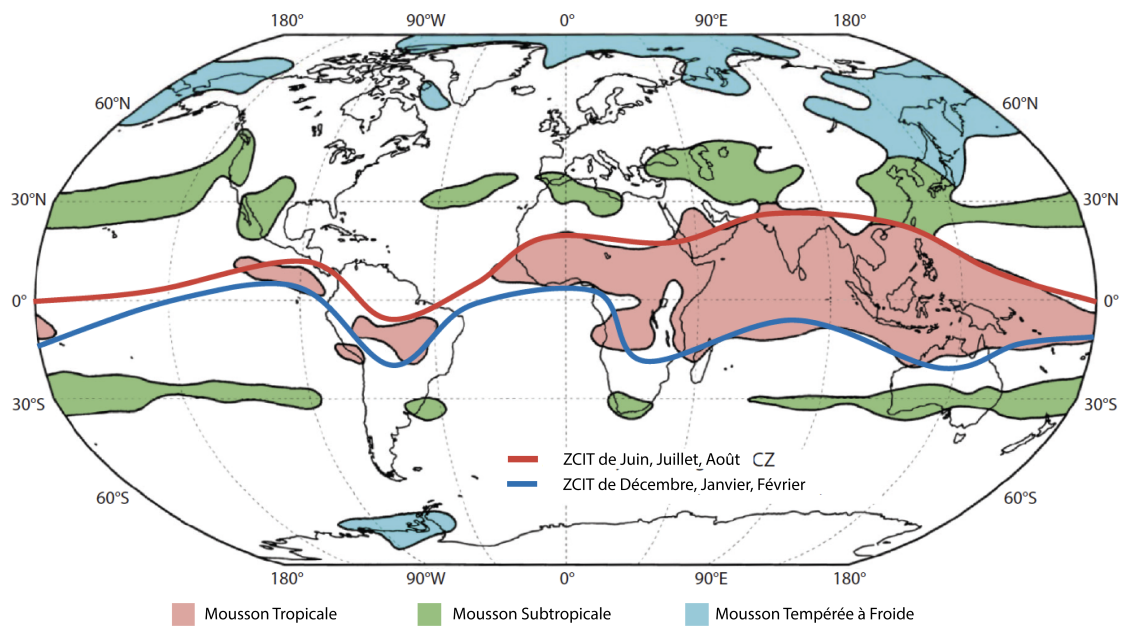 180° 90°W 0° 90°E 180°
60°N 60°N
30°N 30°N
0° 0°
30°S 30°S
ZCIT de Juin, Juillet, Août CZ
ZCIT de Décembre, Janvier, Février
60°S 60°S
180° 90°W 0° 90°E 180°
Mousson Tropicale Mousson Subtropicale Mousson Tempérée à Froide